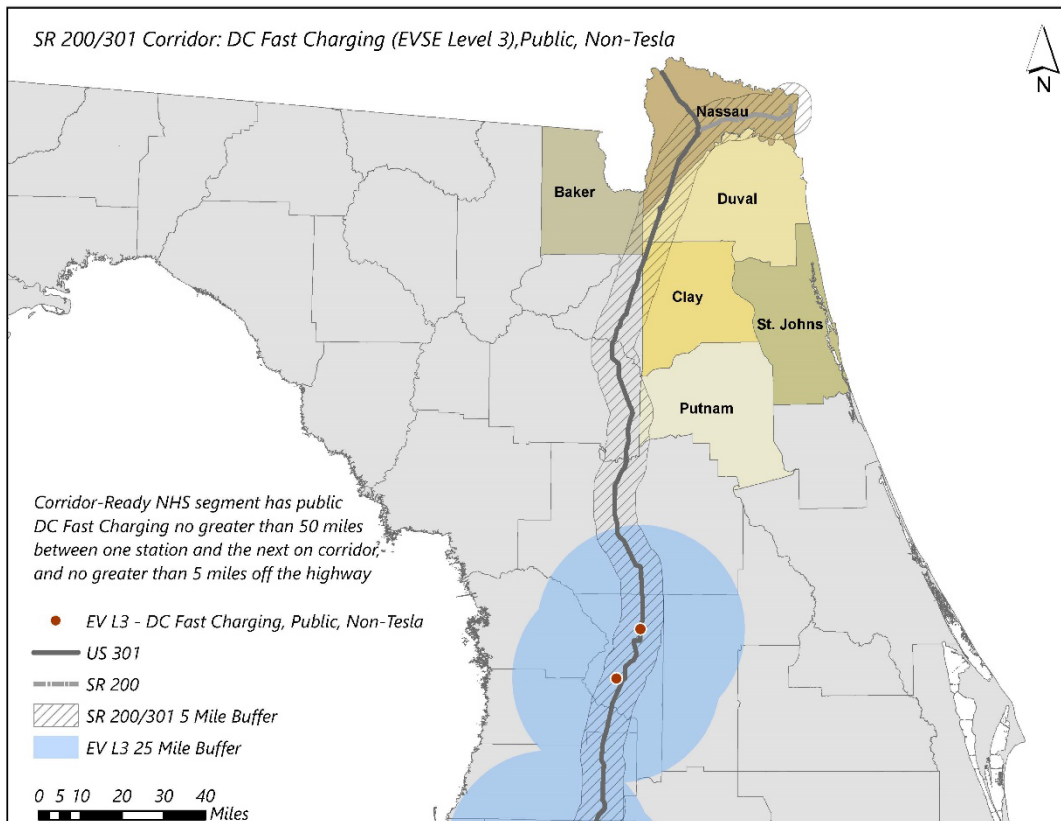 SR 200/301 Corridor: DC Fast Charging (EVSE Level 3),Public, Non-Tesla
N
Nassau
Baker
Duval
Clay
St. Johns
Putnam
Corridor-Ready NHS segment has public
DC Fast Charging no greater than 50 miles
between one station and the next on corridor,
and no greater than 5 miles off the highway
EV L3 - DC Fast Charging, Public, Non-Tesla
US 301
SR 200
SR 200/301 5 Mile Buffer
EV L3 25 Mile Buffer
0 5 10 20 30 40
Miles